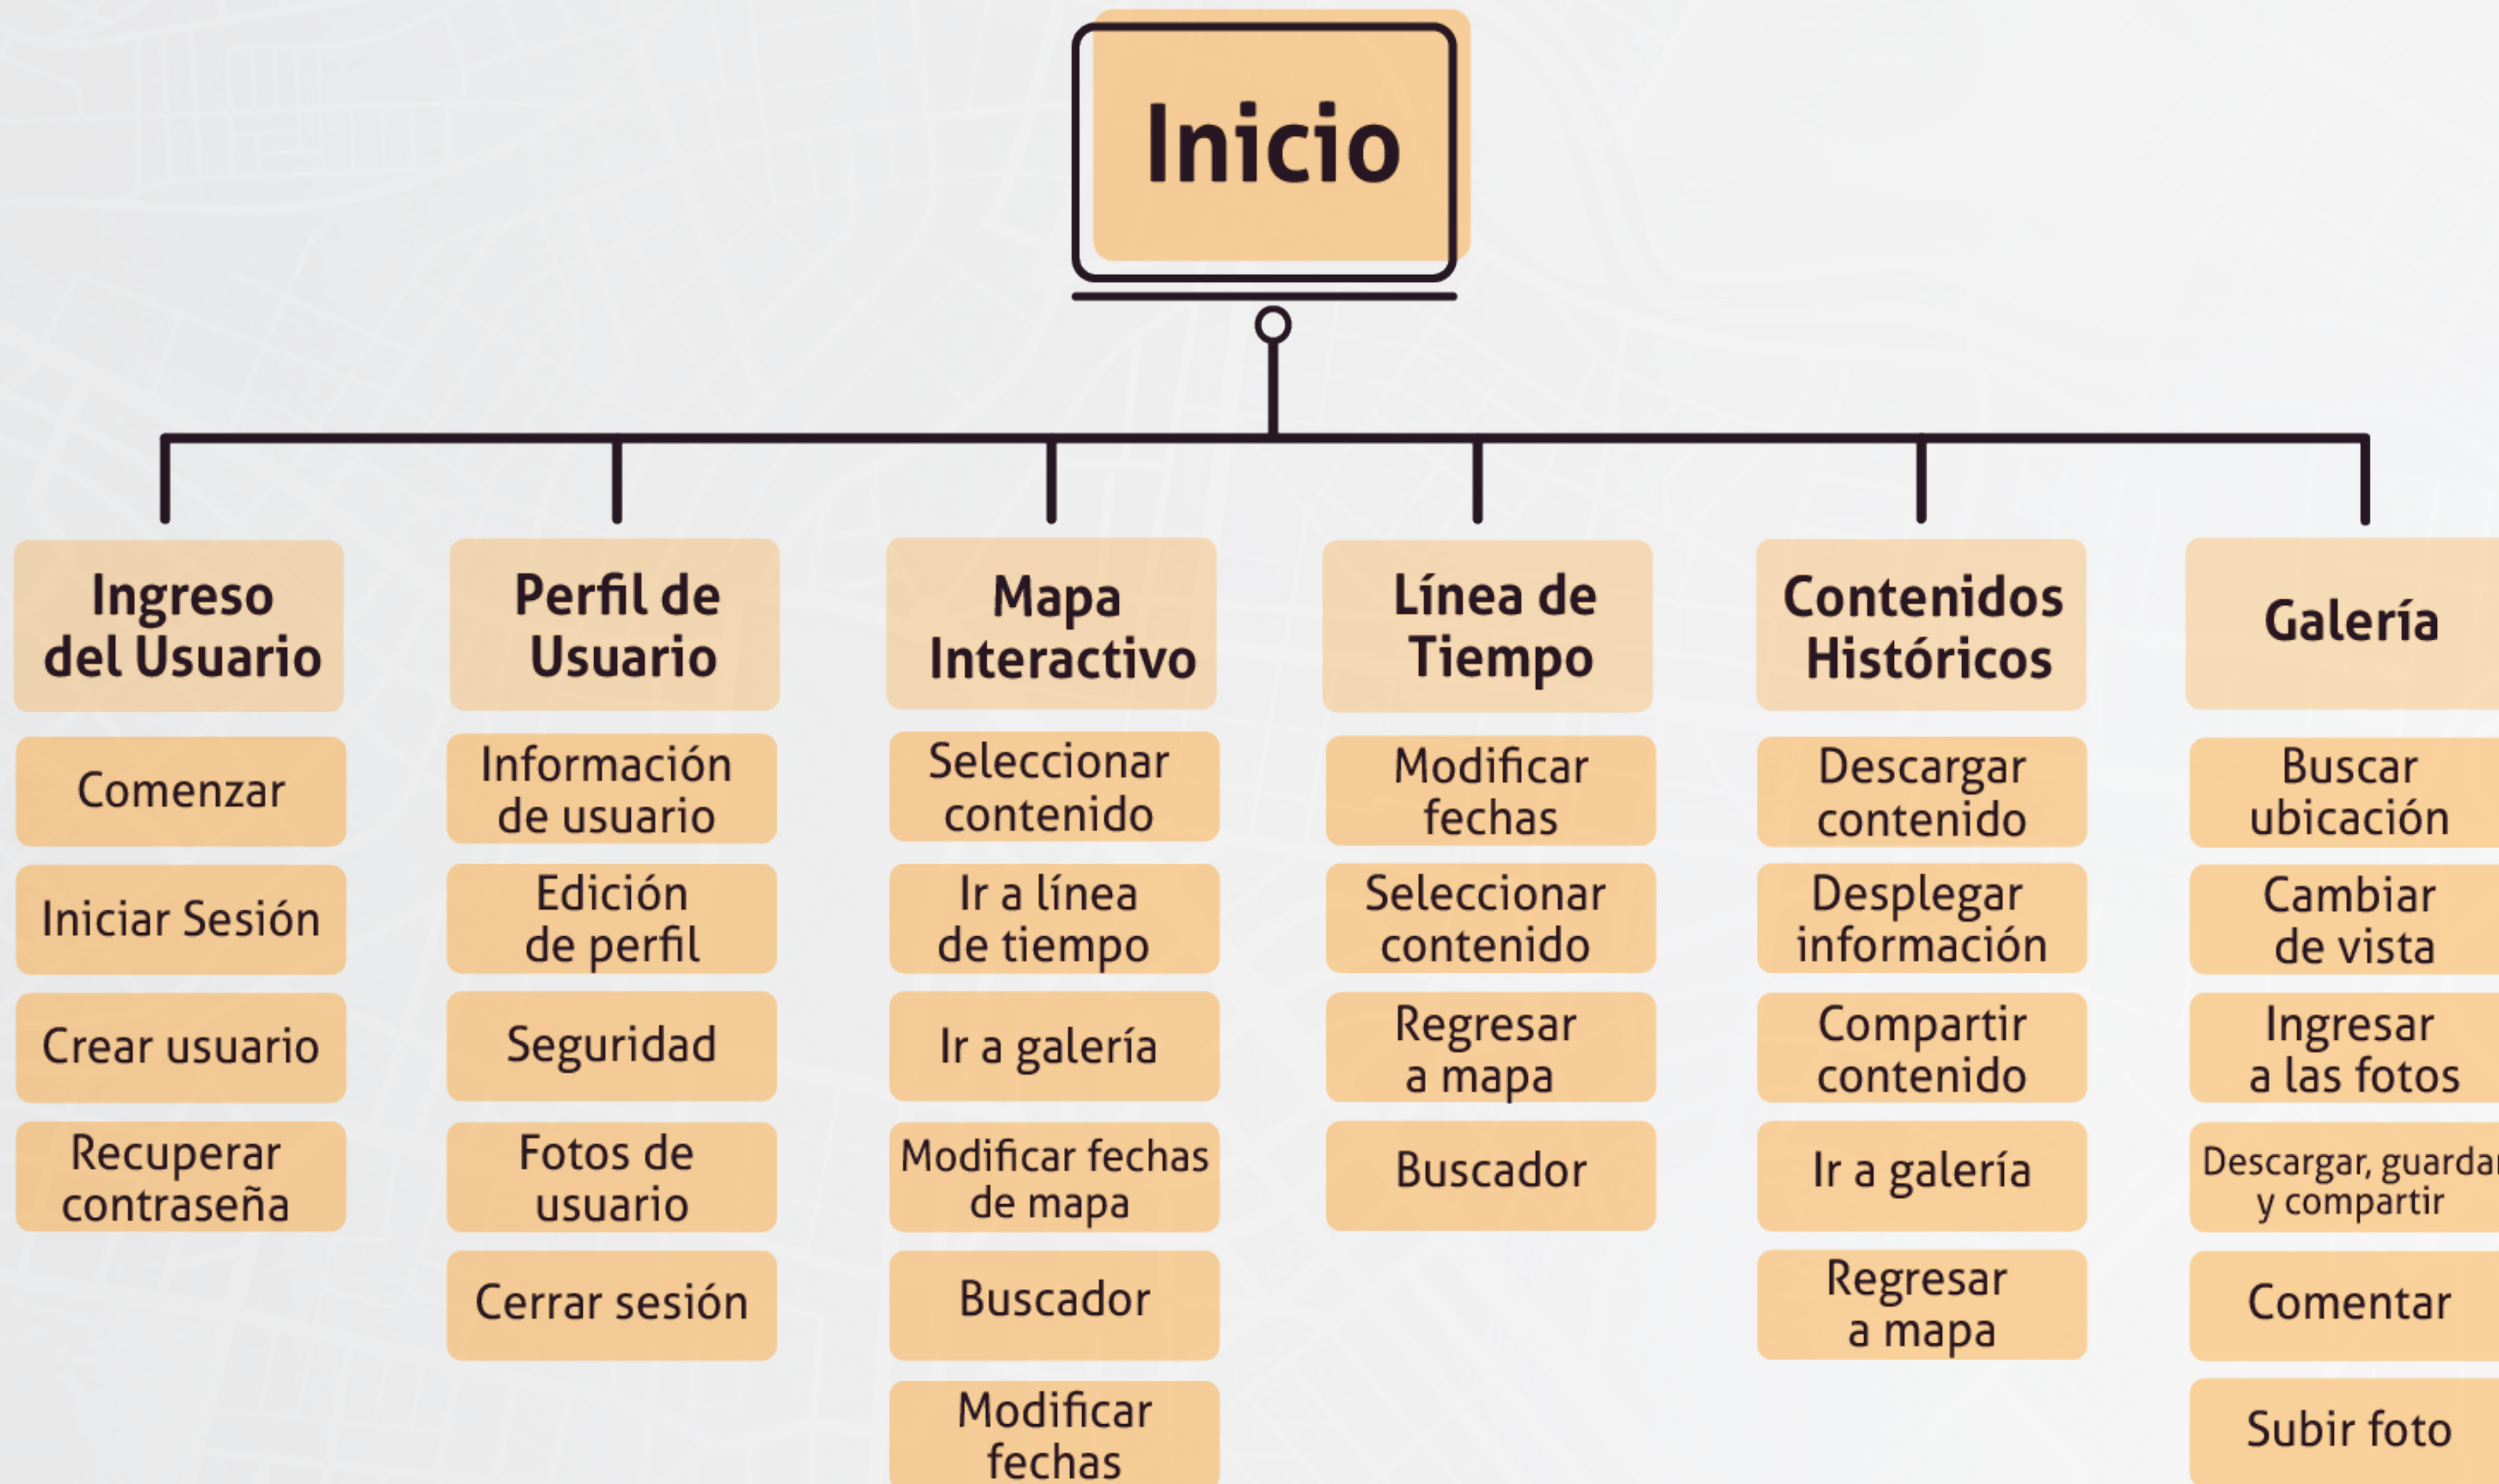 Inicio
Ingreso
del Usuario
Comenzar
Iniciar Sesión
Crear usuario
Recuperar
contraseña
Perfil de
Usuario
Información
de usuario
Edición
de perfil
Seguridad
Fotos de
usuario
Cerrar sesión
Mapa
Interactivo
Seleccionar
contenido
Ir a línea
de tiempo
Ir a galería
Modificar fechas
de mapa
Buscador
Modificar
fechas
Línea de
Tiempo
Modificar
fechas
Seleccionar
contenido
Regresar
a mapa
Buscador
Contenidos
Históricos
Descargar
contenido
Desplegar
información
Compartir
contenido
Ir a galería
Regresar
a mapa
Galería
Buscar
ubicación
Cambiar
de vista
Ingresar
a las fotos
Descargar, guardar
y compartir
Comentar
Subir foto